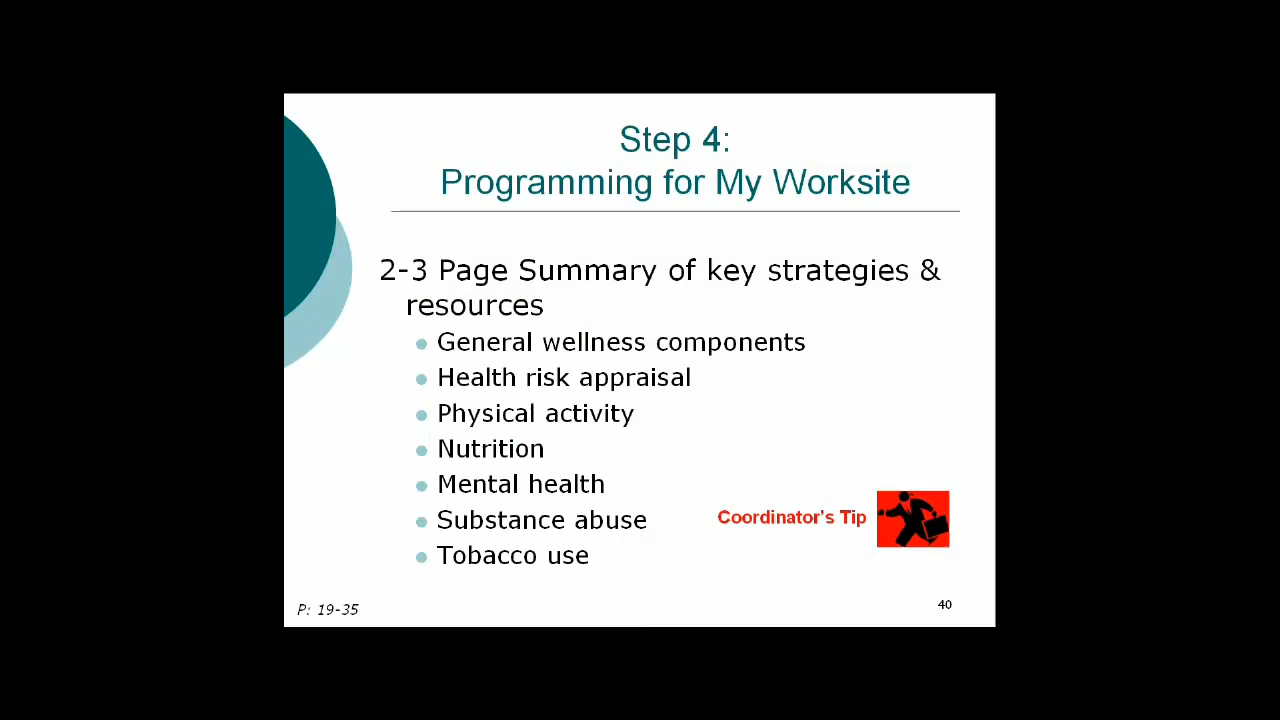 Step 4:
Programming for My Worksite
2-3 Page Summary of key strategies &
resources
General wellness components
Health risk appraisal
Physical activity
Nutrition
Mental health
Substance abuse
Coordinator's Tip
Tobacco use
P: 19-35
40